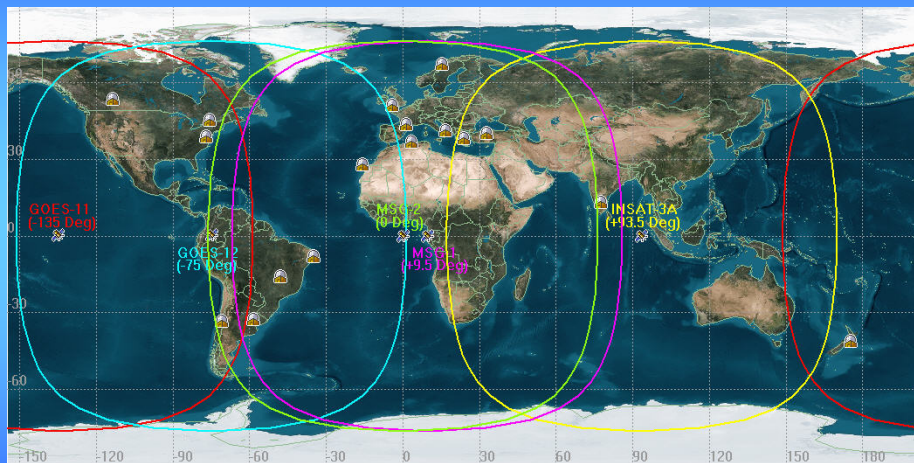 60
30
GOES-11
(-135 Deg)
MSG-2
(0 Deg)
INSAT-3A
(+93.5 Deg)
0
GOES-12
(-75 Deg)
MSG-1
(+9.5 Deg)
-30
-60
-150 -120 -90 -60 -30 0 30 60 90 120 150 180